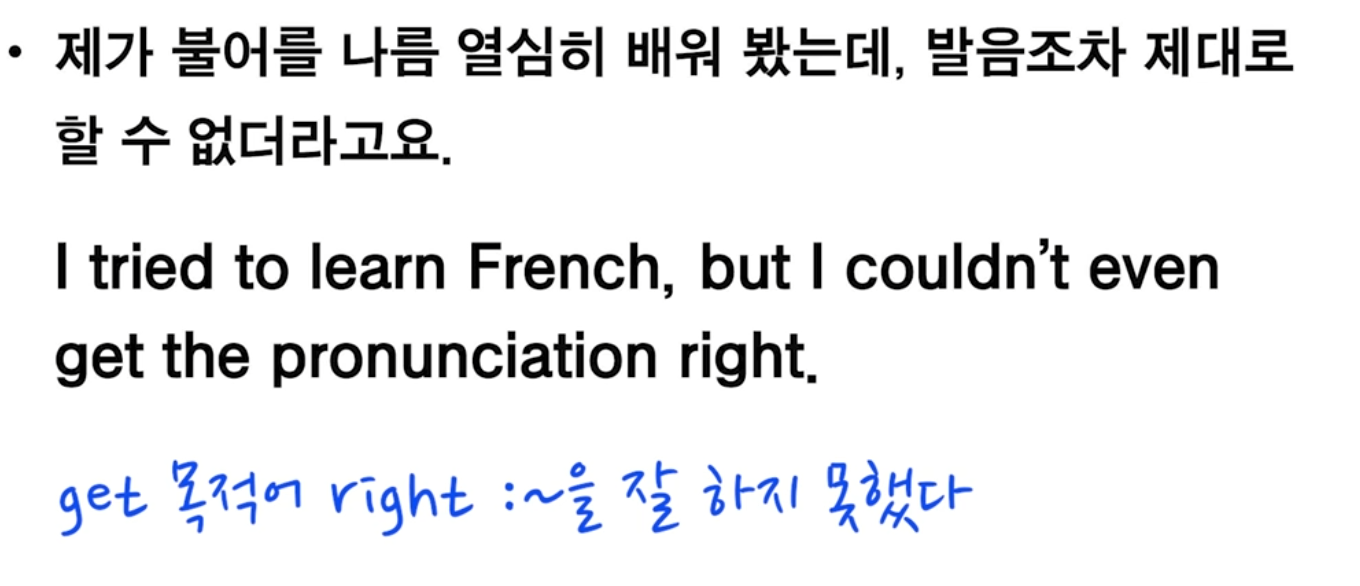 • 제가 불어를 나름 열심히 배워 봤는데, 발음조차 제대로
할 수 없더라고요.
I tried to learn French, but I couldn't even
get the pronunciation right.
get 목적어 right :~을 잘 하지 못했다